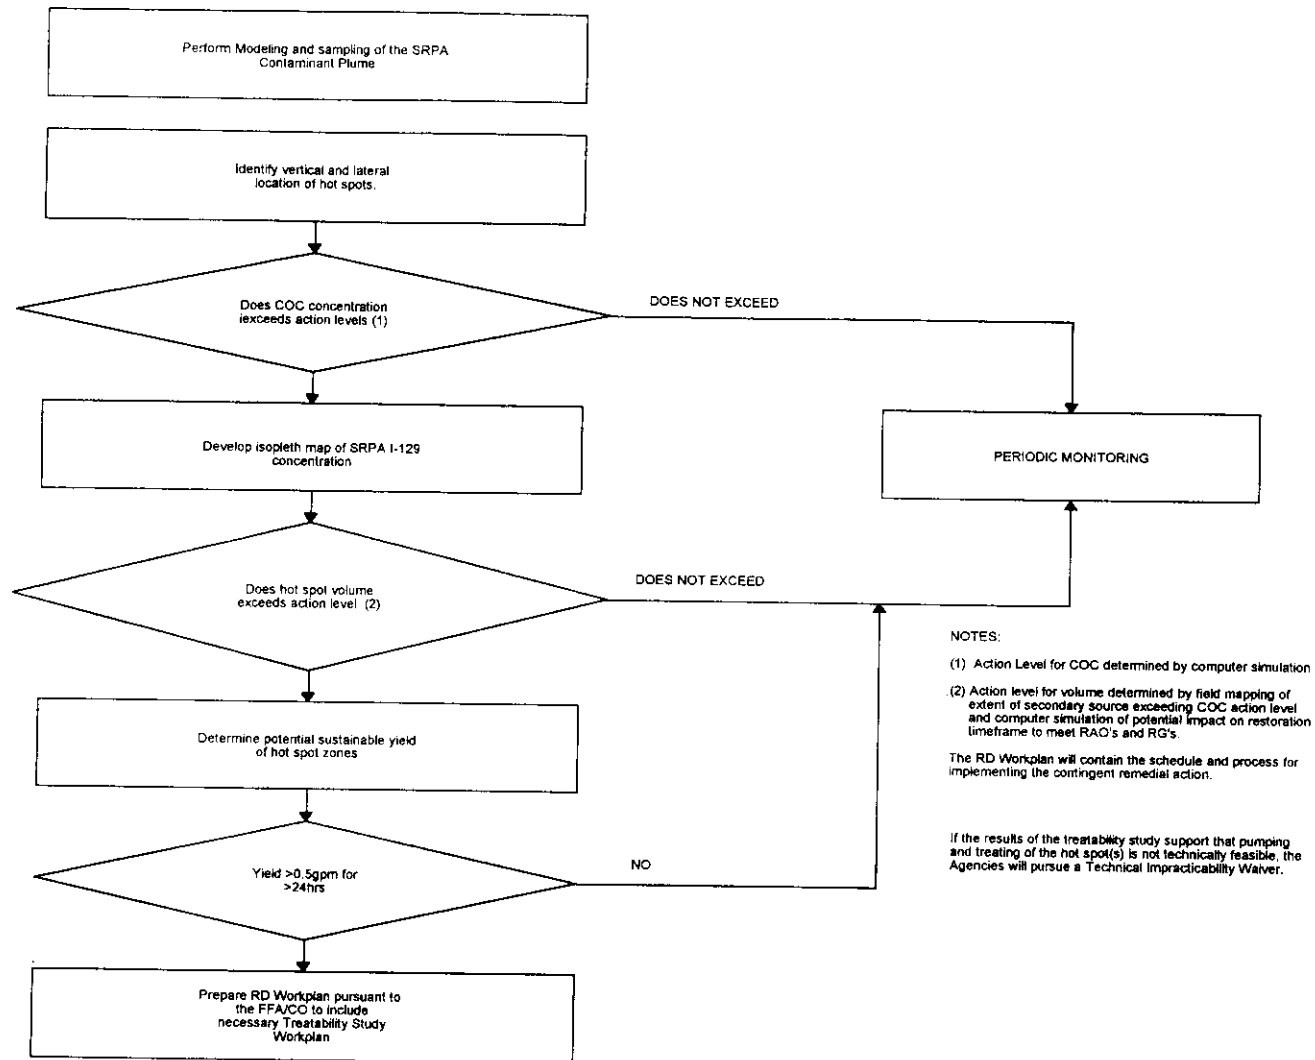 Perform Modeling and sampling of the SRPA
Contaminant Plume
Identify vertical and lateral
location of hot spots.
Does COC concentration
iexceeds action levels (1)
DOES NOT EXCEED
Develop isopleth map of SRPA I-129
concentration
PERIODIC MONITORING
Does hot spot volume
exceeds action level (2)
DOES NOT EXCEED
Determine potential sustainable yield
of hot spot zones
Yield >0.5gpm for
>24hrs
NO
Prepare RD Workplan pursuant to
the FFA/CO to include
necessary Treatability Study
Workplan
NOTES:
(1) Action Level for COC determined by computer simulation
(2) Action level for volume determined by field mapping of
extent of secondary source exceeding COC action level
and computer simulation of potential impact on restoration
timeframe to meet RAO's and RG's.
The RD Workplan will contain the schedule and process for
implementing the contingent remedial action.
If the results of the treatability study support that pumping
and treating of the hot spot(s) is not technically feasible, the
Agencies will pursue a Technical Impracticability Waiver.